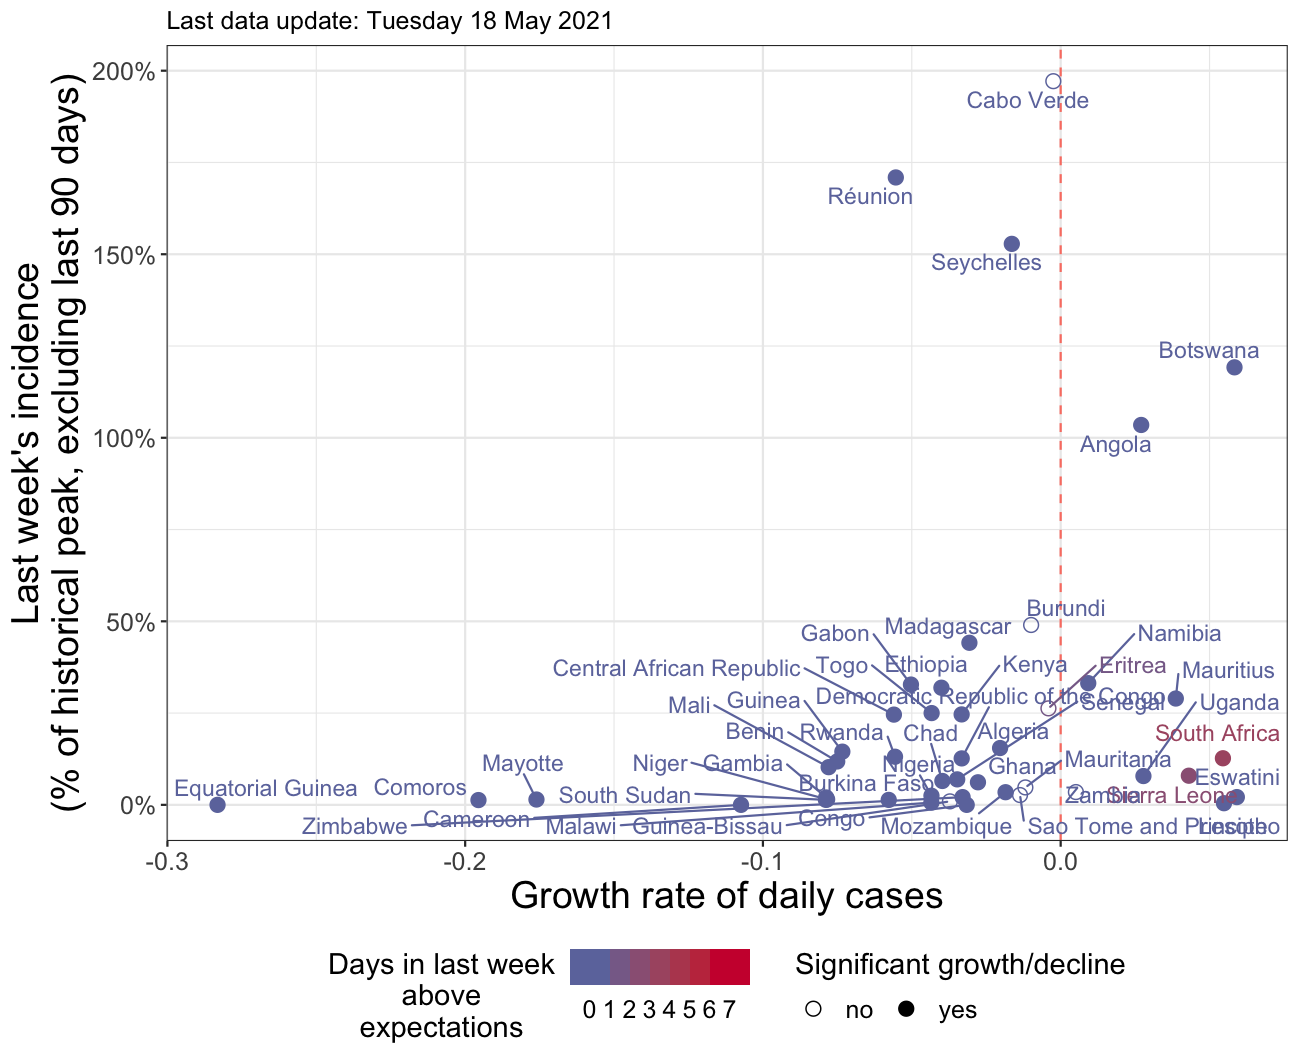 Last data update: Tuesday 18 May 2021
Last week's incidence
(% of historical peak, excluding last 90 days)
200%
150%
100%
50%
0%
Cabo Verde
Réunion
Seychelles
Botswana
Angola
Burundi
Gabon
Madagascar
Namibia
Central African Republic
Togo
Ethiopia
Kenya
Eritrea
Mauritius
Mali
Guinea
Democratic Republic of the Congo
Senegal
Uganda
Benin
Rwanda
Chad
Algeria
South Africa
Mayotte
Niger
Gambia
Nigeria
Ghana
Mauritania
Eswatini
Equatorial Guinea
Comoros
South Sudan
Burkina Faso
Zambia
Sierra Leone
Zimbabwe
Cameroon
Malawi
Guinea-Bissau
Congo
Mozambique
Sao Tome and Principe
Lesotho
-0.3
-0.2
-0.1
0.0
Growth rate of daily cases
Days in last week
above
expectations
0 1 2 3 4 5 6 7
Significant growth/decline
no
yes